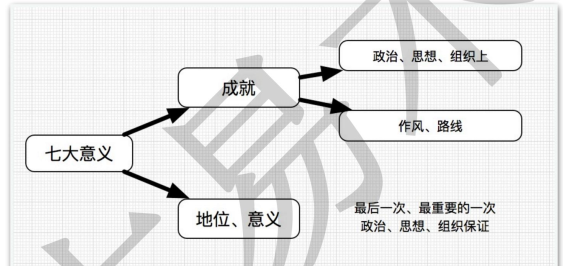 政治、思想、组织上
成就
作风、路线
七大意义
地位、意义
最后一次、最重要的一次
政治、思想、组织保证